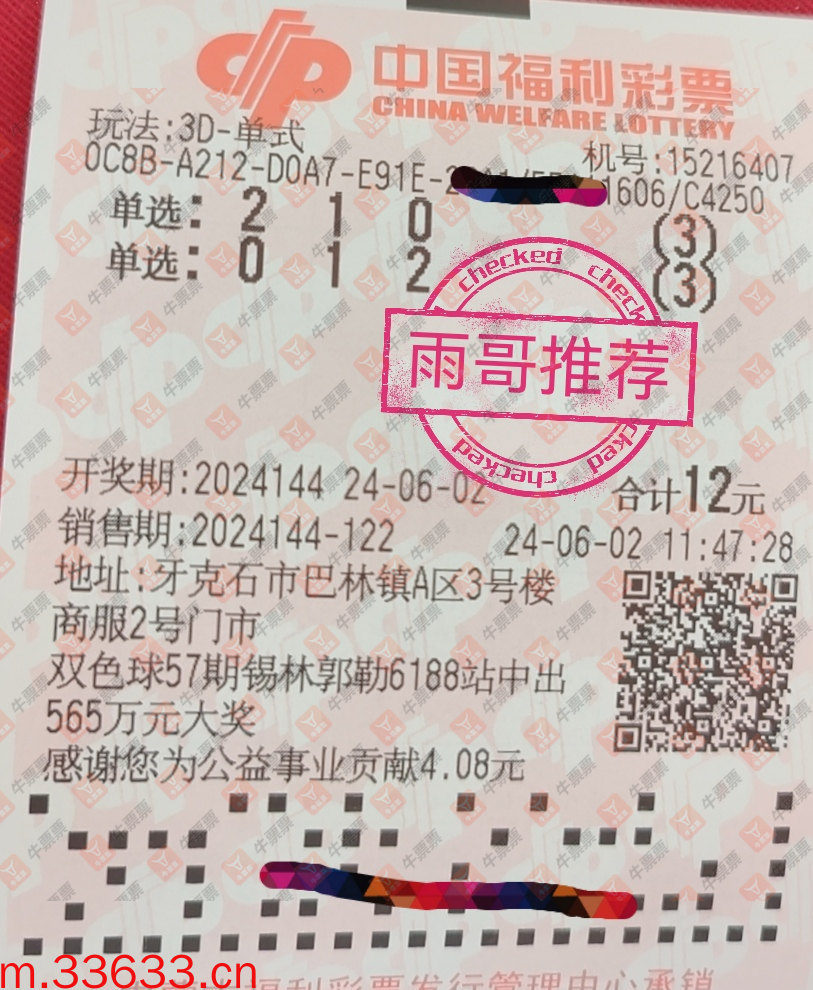 中国福利彩票
CHINA WELFARE LOTTERY
玩法:3D-单式
机号:15216407
0C8B-A212-D0A7-E91E-2 1606/C4250
单选: 2 1 0 (3)
单选: 0 1 2 (3)
checked check
雨哥推荐
checked checked cked
开奖期:2024144 24-06-02 合计12元
销售期:2024144-122 24-06-02 11:47:28
地址:牙克石市巴林镇A区3号楼
商服2号门市
双色球57期锡林郭勒6188站中出
565万元大奖
感谢您为公益事业贡献4.08元
牛票票
m.33633.cn
福利彩票发行管理中心承销